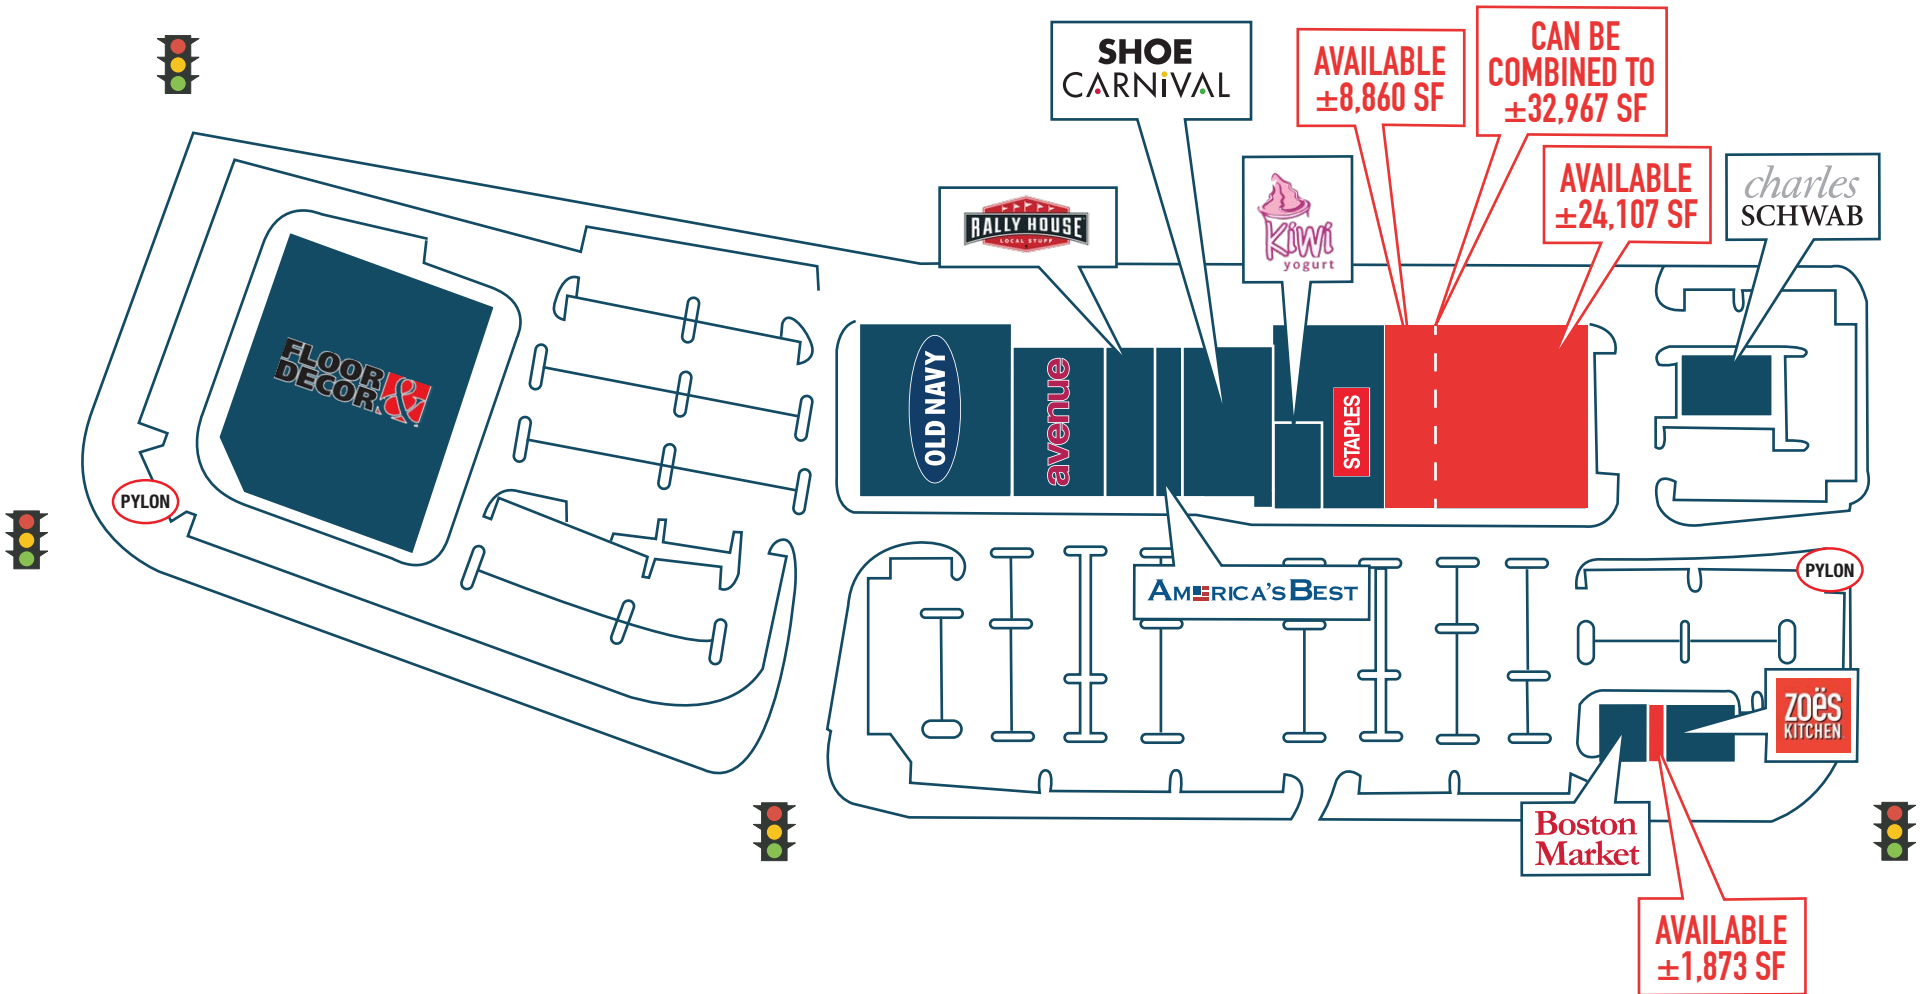 SHOE
CARNiVAL
AVAILABLE
±8,860 SF
CAN BE
COMBINED TO
±32,967 SF
AVAILABLE
±24,107 SF
charles
SCHWAB
RALLY HOUSE
LOCAL STUFF
Kiwi
yogurt
FLOOR
& DECOR
OLD NAVY
avenue
STAPLES
PYLON
AMERICA'S BEST
PYLON
ZOËS
KITCHEN
Boston
Market
AVAILABLE
±1,873 SF